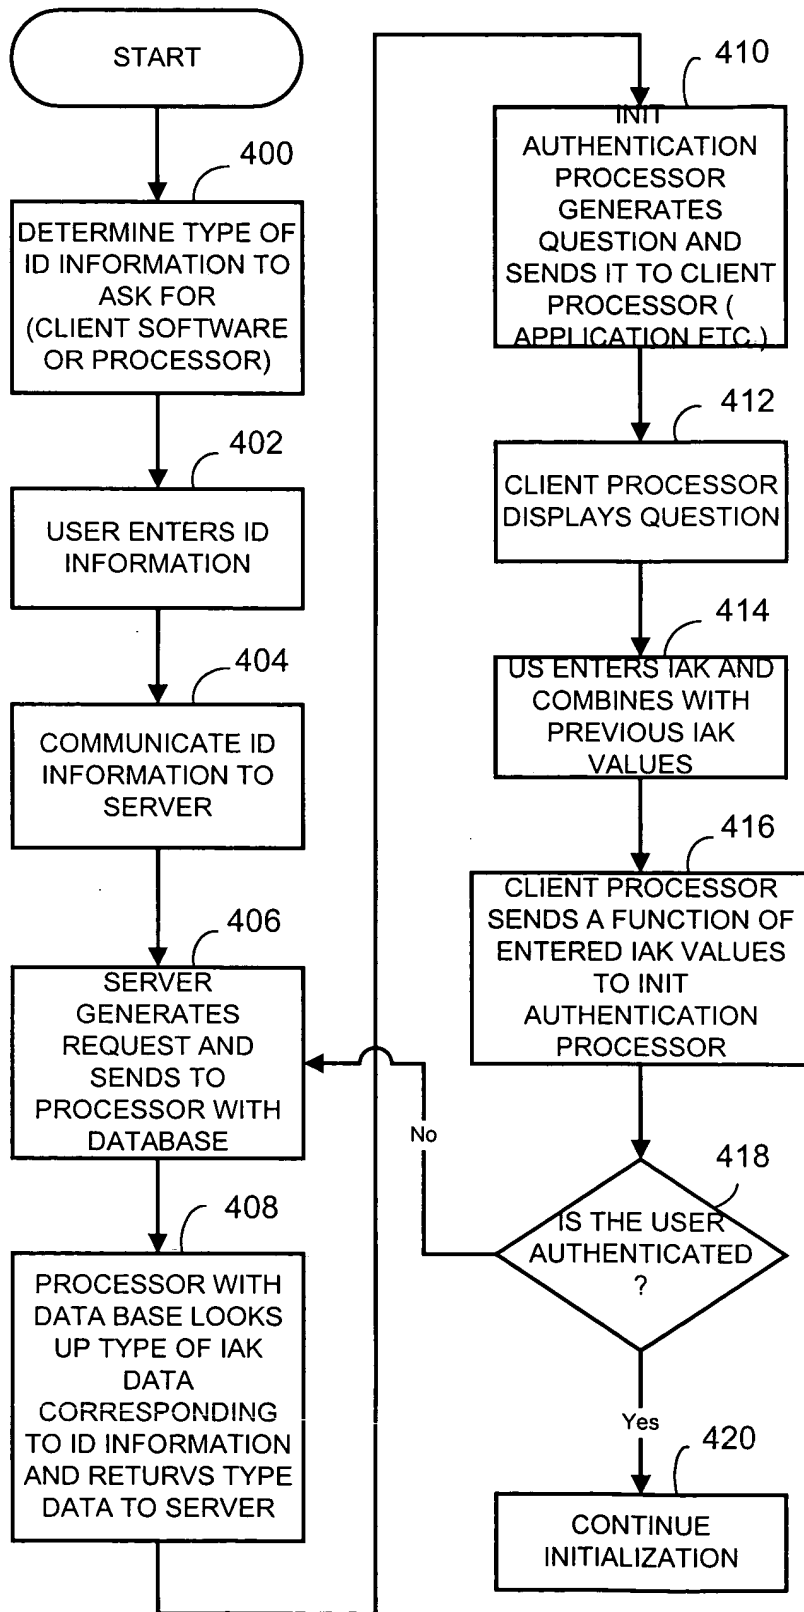 START
400
DETERMINE TYPE OF
ID INFORMATION TO
ASK FOR
(CLIENT SOFTWARE
OR PROCESSOR)
402
USER ENTERS ID
INFORMATION
404
COMMUNICATE ID
INFORMATION TO
SERVER
406
SERVER
GENERATES
REQUEST AND
SENDS TO
PROCESSOR WITH
DATABASE
408
PROCESSOR WITH
DATA BASE LOOKS
UP TYPE OF IAK
DATA
CORRESPONDING
TO ID INFORMATION
AND RETURVS TYPE
DATA TO SERVER
410
INIT
AUTHENTICATION
PROCESSOR
GENERATES
QUESTION AND
SENDS IT TO CLIENT
PROCESSOR (
APPLICATION ETC.)
412
CLIENT PROCESSOR
DISPLAYS QUESTION
414
US ENTERS IAK AND
COMBINES WITH
PREVIOUS IAK
VALUES
416
CLIENT PROCESSOR
SENDS A FUNCTION OF
ENTERED IAK VALUES
TO INIT
AUTHENTICATION
PROCESSOR
No
418
IS THE USER
AUTHENTICATED
?
Yes
420
CONTINUE
INITIALIZATION